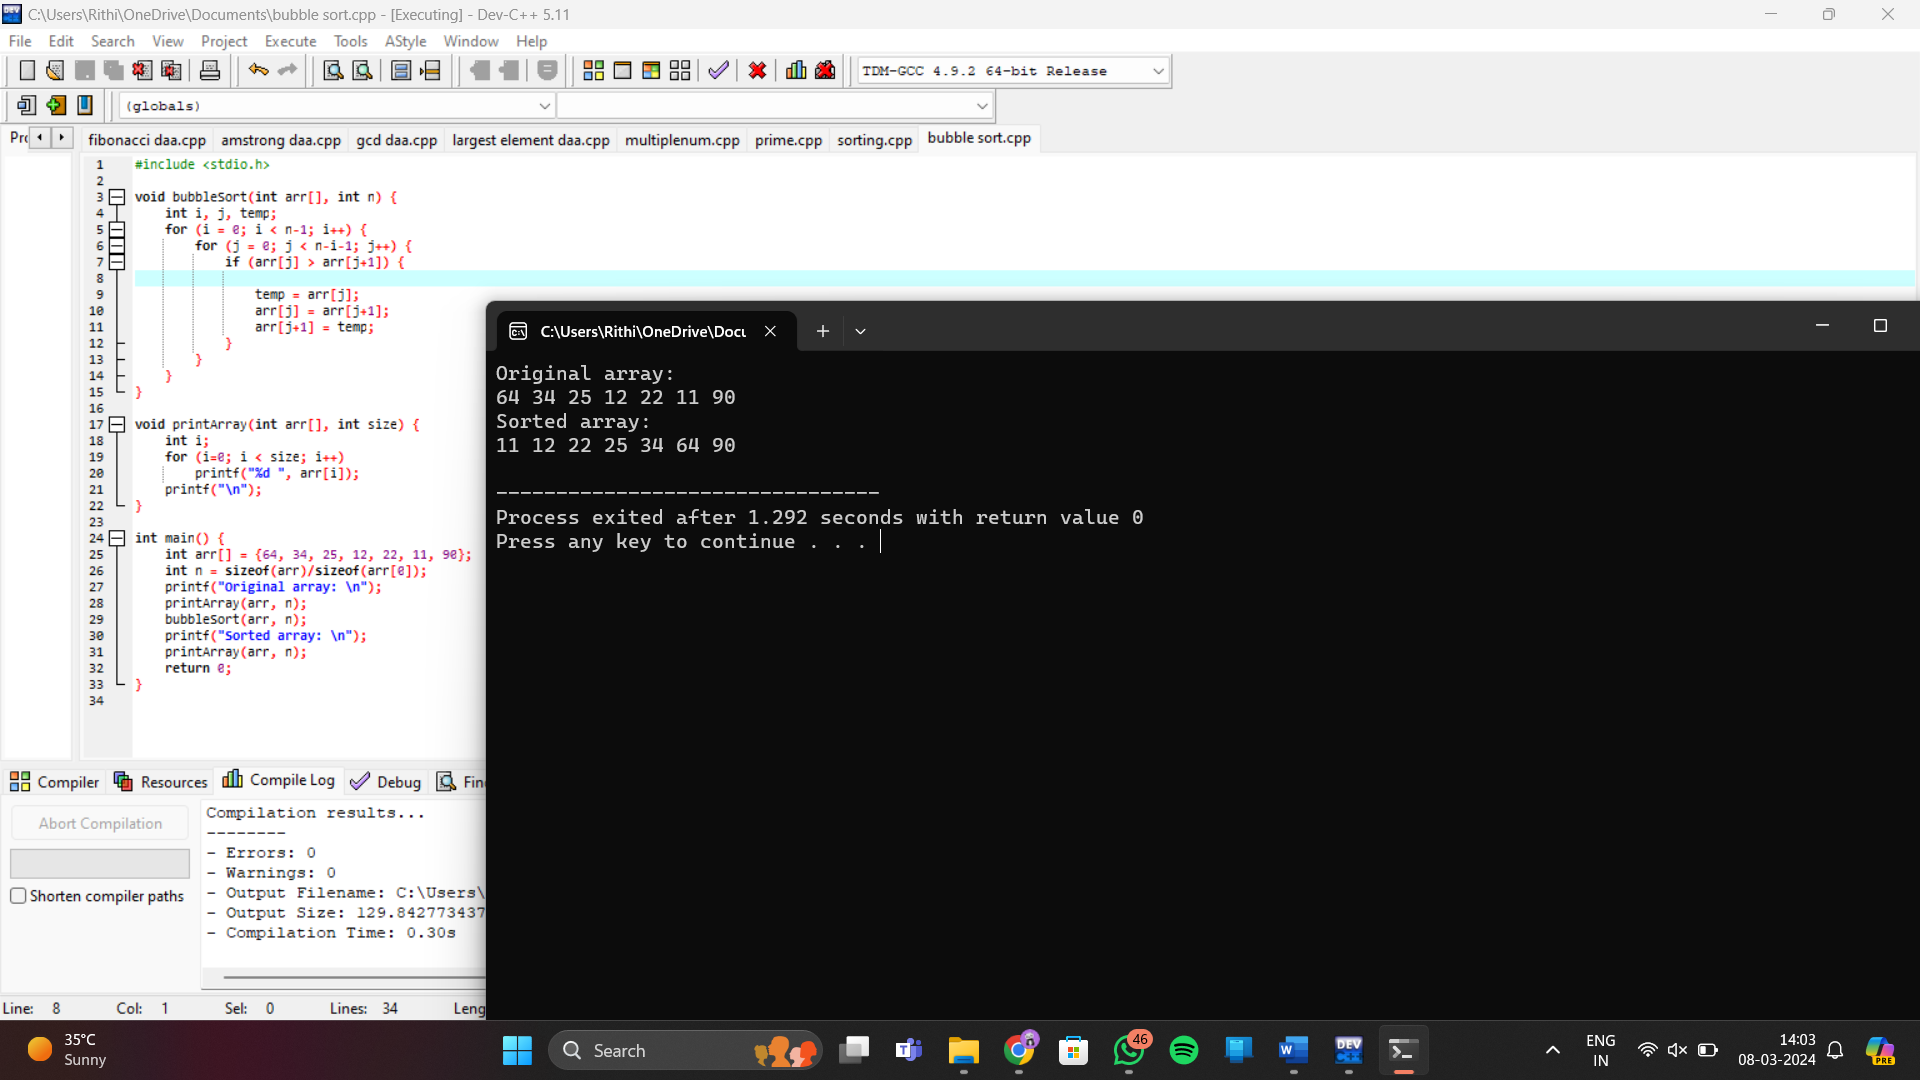 C:\Users\Rithi\OneDrive\Documents\bubble sort.cpp - [Executing] - Dev-C++ 5.11
File Edit Search View Project Execute Tools AStyle Window Help
TDM-GCC 4.9.2 64-bit Release
(globals)
fibonacci daa.cpp amstrong daa.cpp gcd daa.cpp largest element daa.cpp multiplenum.cpp prime.cpp sorting.cpp bubble sort.cpp
1 #include <stdio.h>
2
3 void bubbleSort(int arr[], int n) {
4 int i, j, temp;
5 for (i = 0; i < n-1; i++) {
6 for (j = 0; j < n-i-1; j++) {
7 if (arr[j] > arr[j+1]) {
8
9 temp = arr[j];
10 arr[j] = arr[j+1];
11 arr[j+1] = temp;
12 }
13 }
14 }
15 }
16
17 void printArray(int arr[], int size) {
18 int i;
19 for (i=0; i < size; i++)
20 printf("%d ", arr[i]);
21 printf("\n");
22 }
23
24 int main() {
25 int arr[] = {64, 34, 25, 12, 22, 11, 90};
26 int n = sizeof(arr)/sizeof(arr[0]);
27 printf("Original array: \n");
28 printArray(arr, n);
29 bubbleSort(arr, n);
30 printf("Sorted array: \n");
31 printArray(arr, n);
32 return 0;
33 }
34
C:\Users\Rithi\OneDrive\Docu
Original array:
64 34 25 12 22 11 90
Sorted array:
11 12 22 25 34 64 90
--------------------------------
Process exited after 1.292 seconds with return value 0
Press any key to continue . . .
Compiler Resources Compile Log Debug Fin
Abort Compilation
Shorten compiler paths
Compilation results...
--------
- Errors: 0
- Warnings: 0
- Output Filename: C:\Users\
- Output Size: 129.842773437
- Compilation Time: 0.30s
Line: 8 Col: 1 Sel: 0 Lines: 34 Leng
35°C
Sunny
Search
46
DEV
C++
ENG
IN
14:03
08-03-2024
PRE